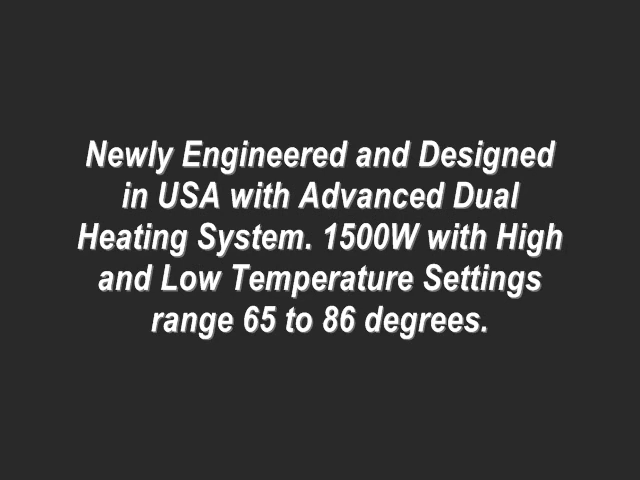 Newly Engineered and Designed
in USA with Advanced Dual
Heating System. 1500W with High
and Low Temperature Settings
range 65 to 86 degrees.